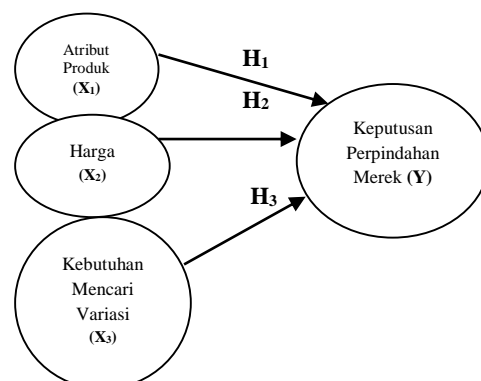 Atribut
Produk
(X₁)
H₁
H₂
Harga
(X₂)
Keputusan
Perpindahan
Merek (Y)
H₃
Kebutuhan
Mencari
Variasi
(X₃)